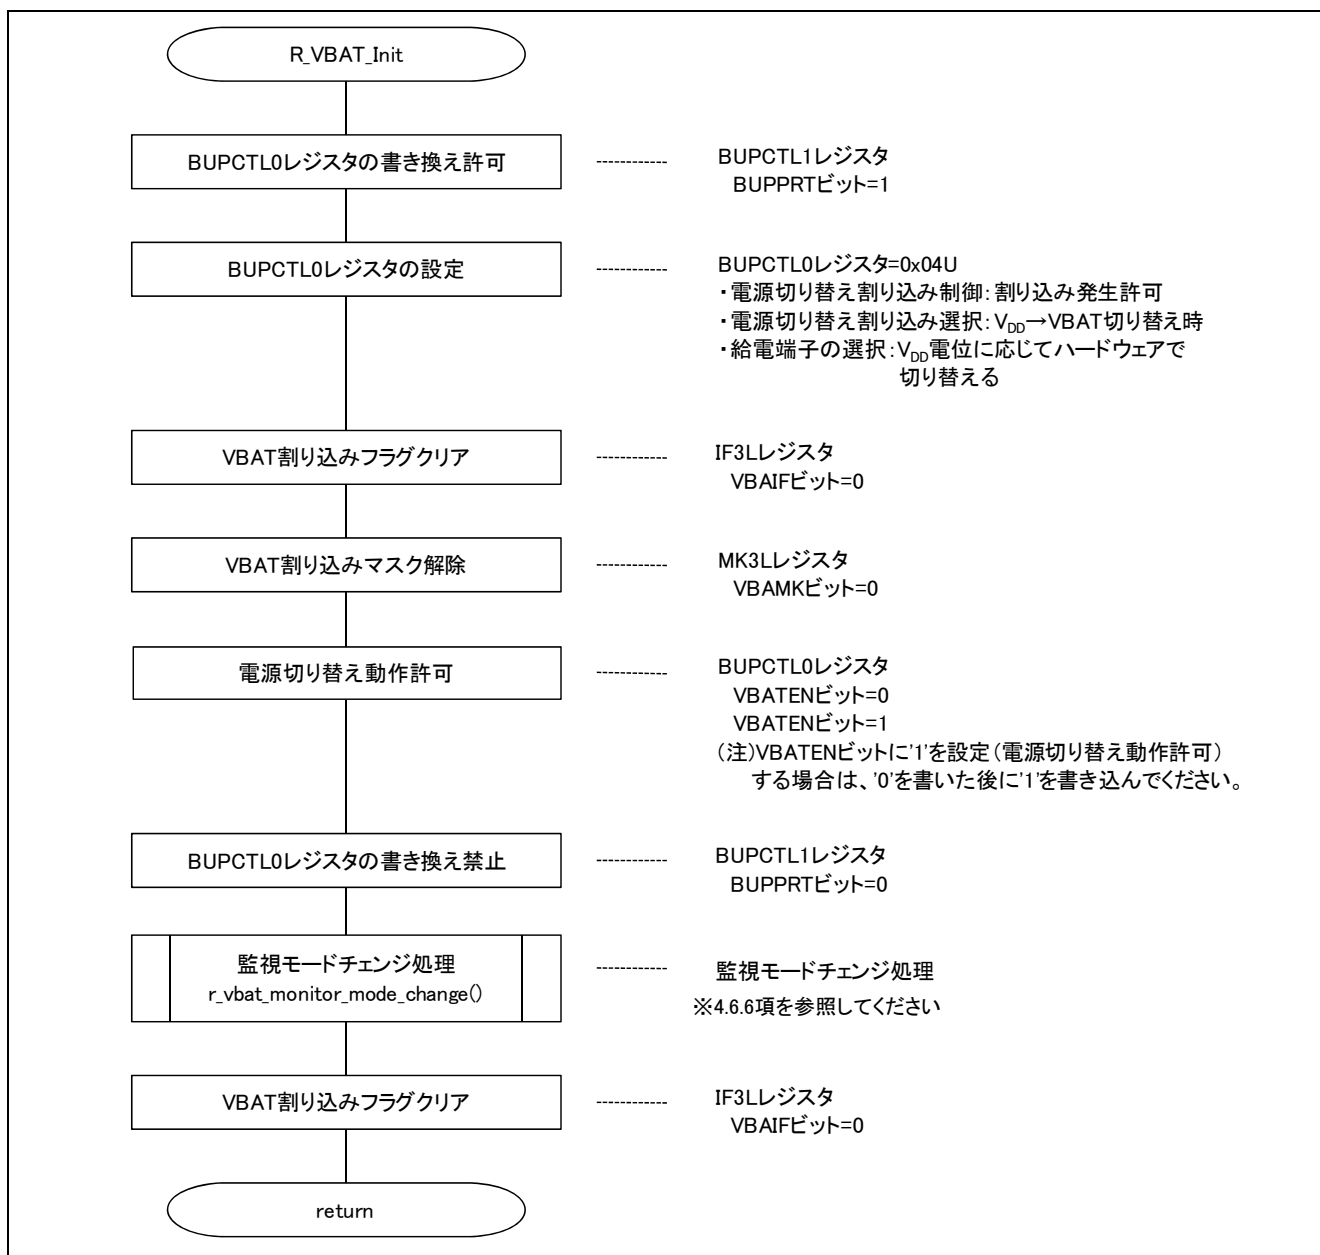 R_VBAT_Init
BUPCTL0レジスタの書き換え許可
BUPCTL1レジスタ
BUPPRTビット=1
BUPCTL0レジスタの設定
BUPCTL0レジスタ=0x04U
・電源切り替え割り込み制御：割り込み発生許可
・電源切り替え割り込み選択：VDD→VBAT切り替え時
・給電端子の選択：VDD電位に応じてハードウェアで
切り替える
VBAT割り込みフラグクリア
IF3Lレジスタ
VBAIFビット=0
VBAT割り込みマスク解除
MK3Lレジスタ
VBAMKビット=0
電源切り替え動作許可
BUPCTL0レジスタ
VBATENビット=0
VBATENビット=1
（注）VBATENビットに'1'を設定（電源切り替え動作許可）
する場合は、'0'を書いた後に'1'を書き込んでください。
BUPCTL0レジスタの書き換え禁止
BUPCTL1レジスタ
BUPPRTビット=0
監視モードチェンジ処理
r_vbat_monitor_mode_change()
監視モードチェンジ処理
※4.6.6項を参照してください
VBAT割り込みフラグクリア
IF3Lレジスタ
VBAIFビット=0
return